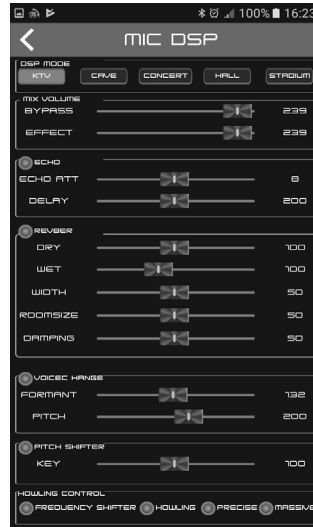 100% 16:23
MIC DSP
DSP MODE
KTV CAVE CONCERT HALL STADIUM
MIX VOLUME
BYPASS 239
EFFECT 239
ECHO
ECHO ATT 8
DELAY 200
REVBER
DRY 100
WET 100
WIDTH 50
ROOMSIZE 50
DAMPING 50
VOICEC HANGE
FORMANT 132
PITCH 200
PITCH SHIFTER
KEY 100
HOWLING CONTROL
FREQUENCY SHIFTER HOWLING PRECISE MASSIVE